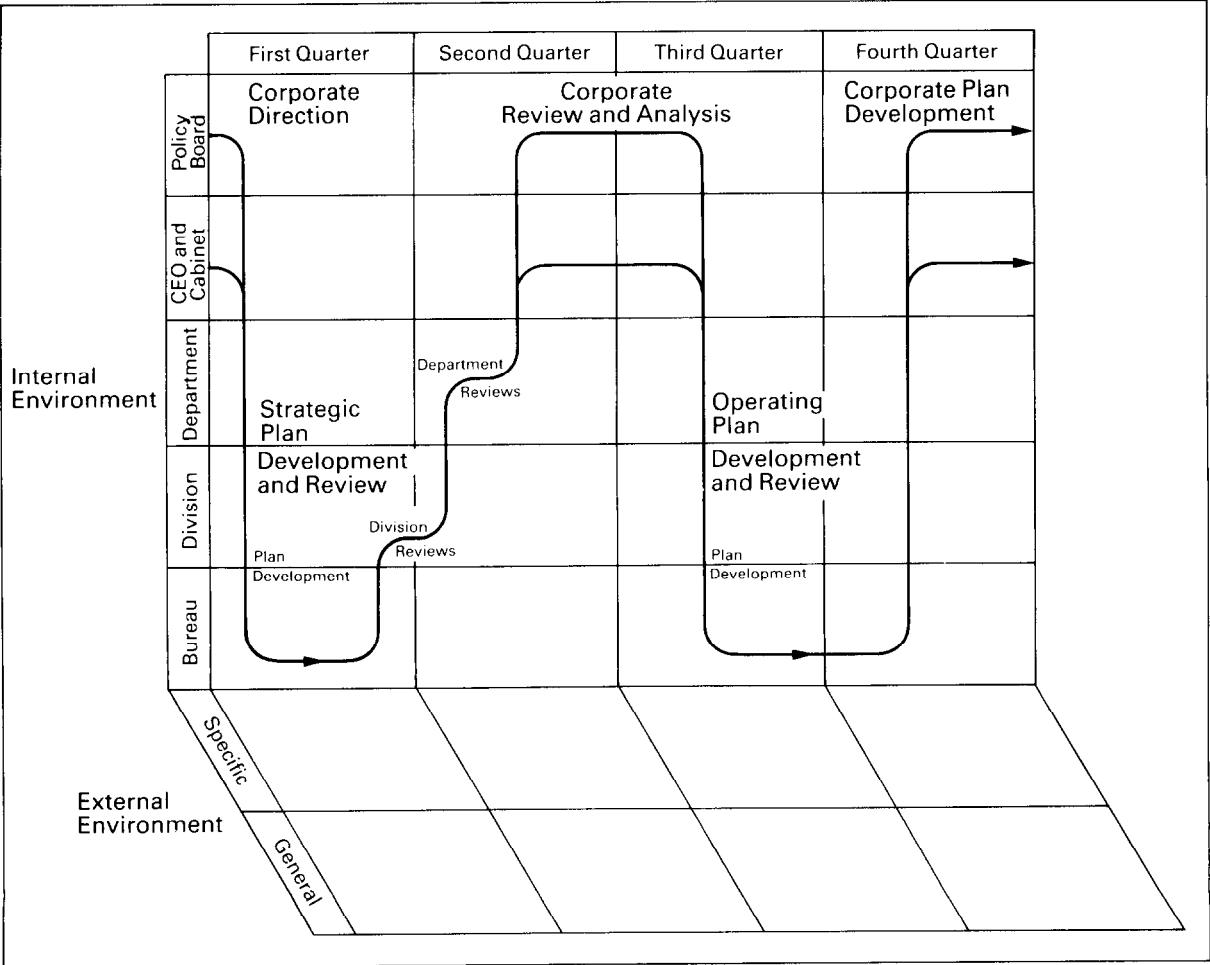 First Quarter
Second Quarter
Third Quarter
Fourth Quarter
Corporate
Direction
Corporate
Review and Analysis
Corporate Plan
Development
Policy
Board
CEO and
Cabinet
Internal
Environment
Department
Department
Reviews
Strategic
Plan
Operating
Plan
Division
Development
and Review
Development
and Review
Division
Reviews
Plan
Development
Plan
Development
Bureau
Specific
External
Environment
General